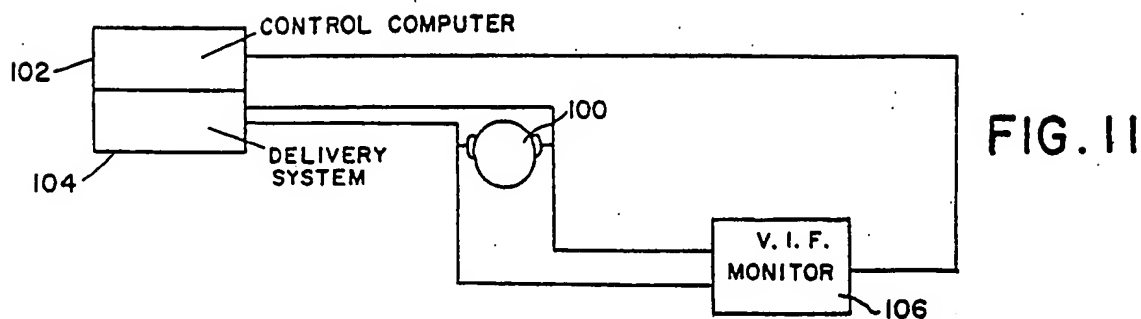 CONTROL COMPUTER
102
100
FIG. 11
DELIVERY
SYSTEM
104
V. I. F.
MONITOR
106